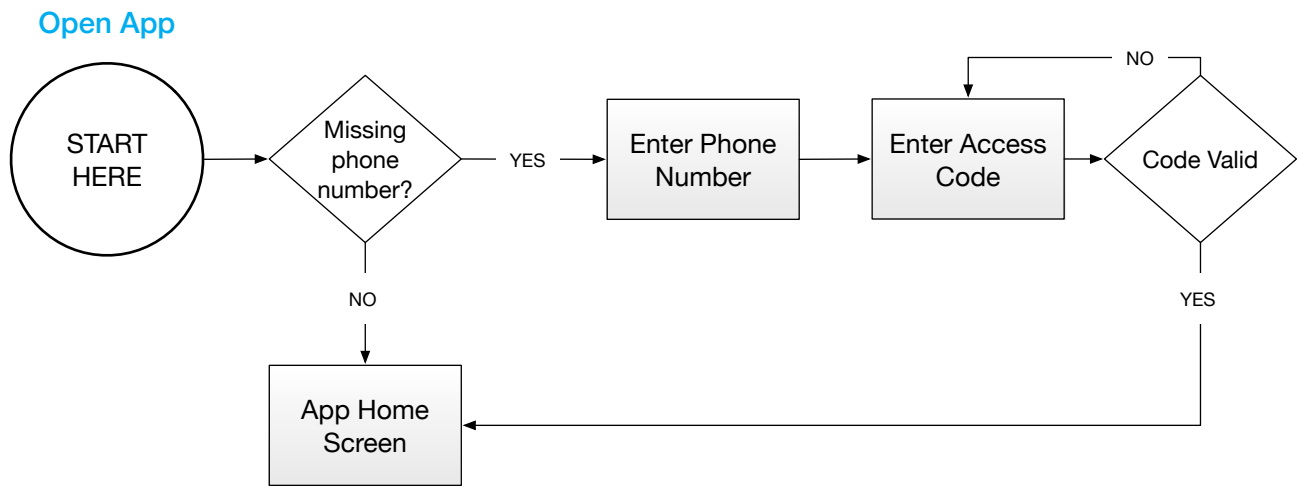 Open App
START
HERE
Missing
phone
number?
YES
Enter Phone
Number
Enter Access
Code
NO
Code Valid
NO
YES
App Home
Screen